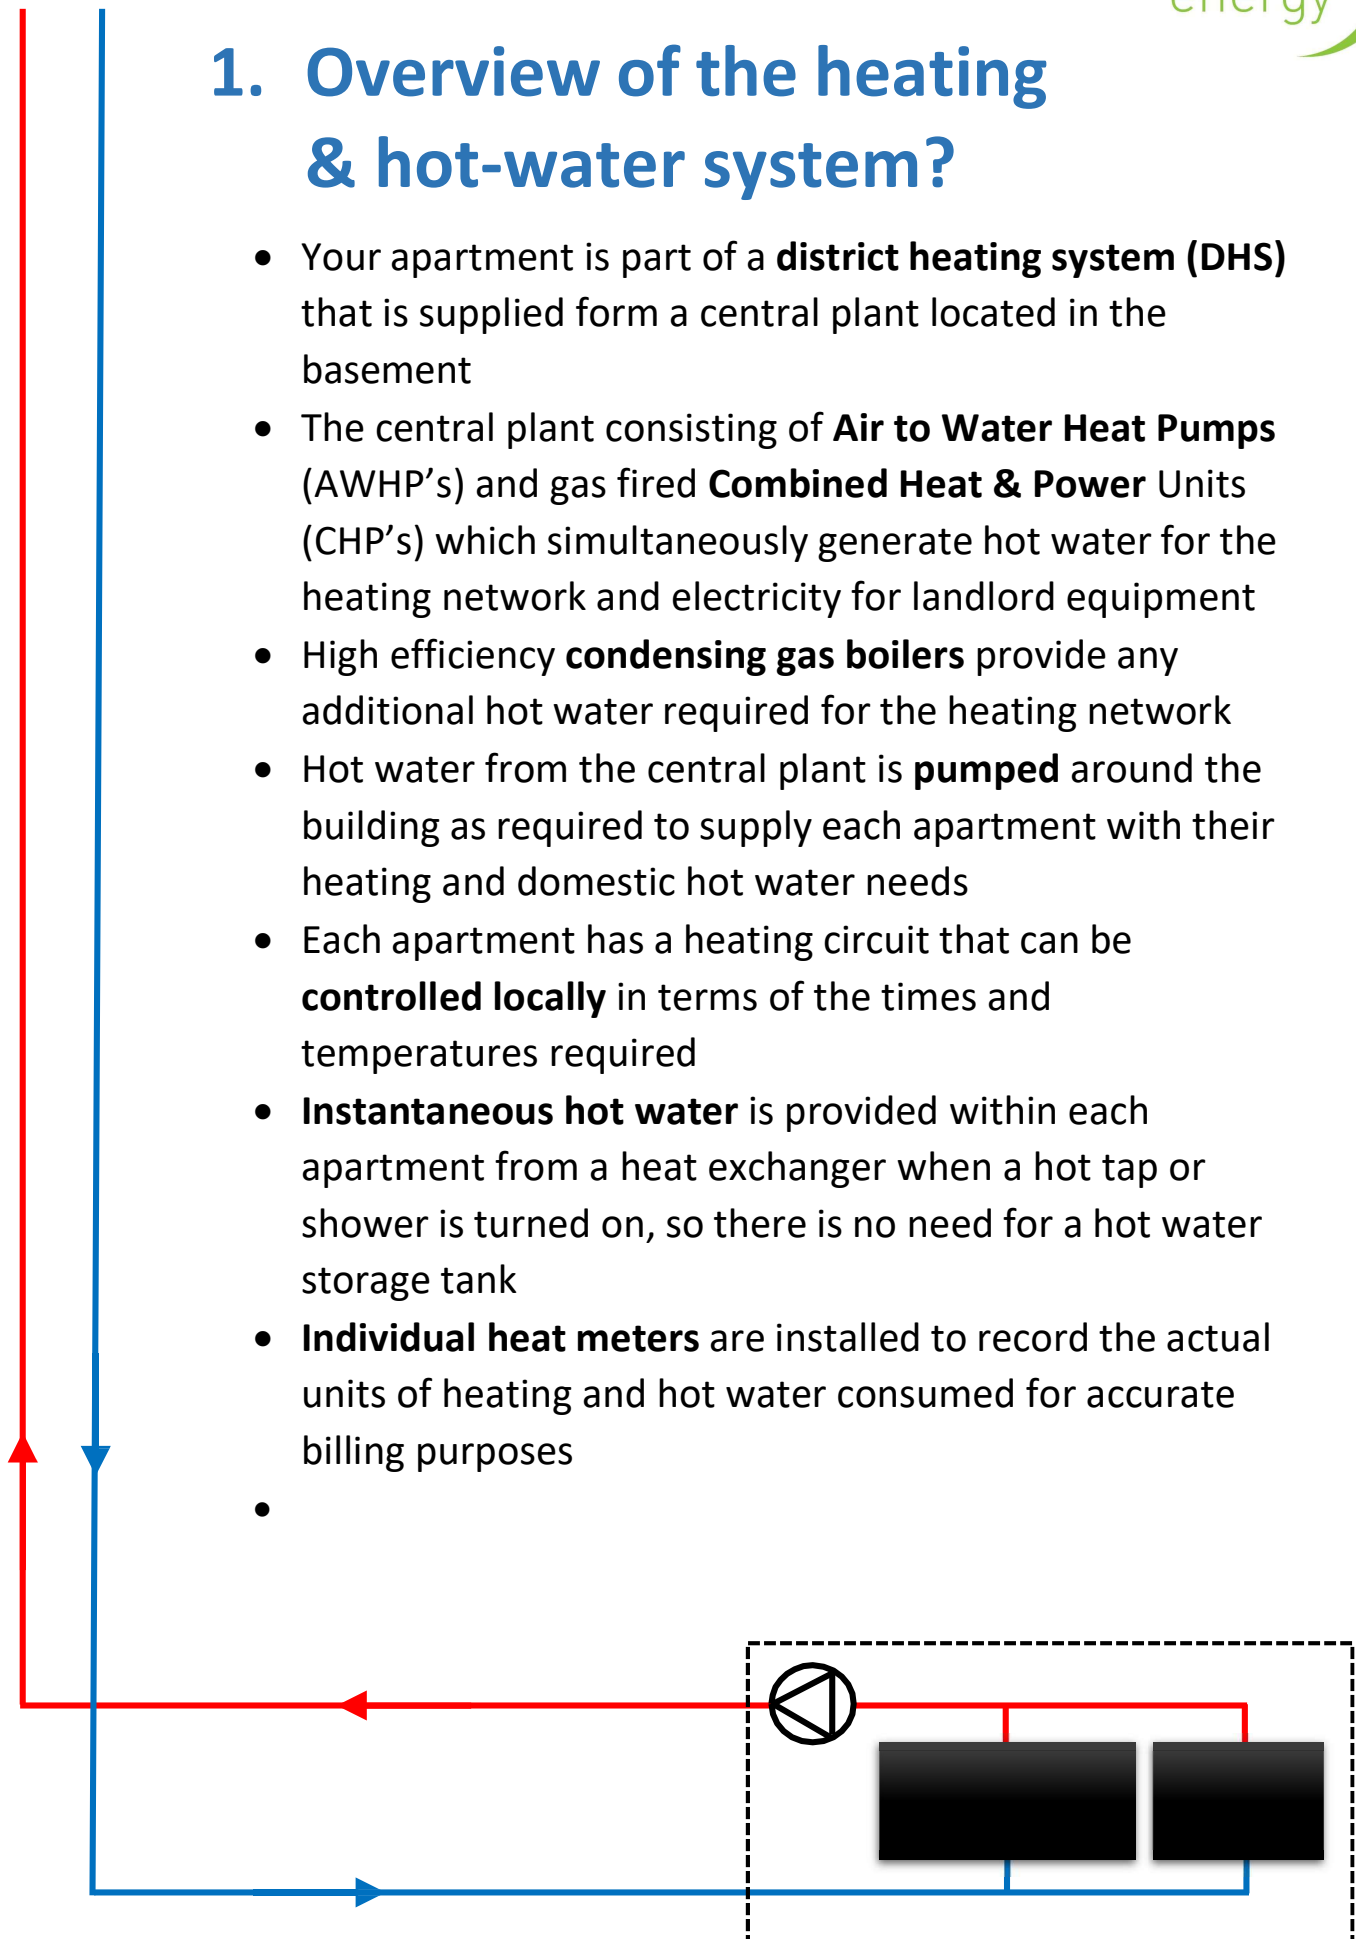 energy
1. Overview of the heating
& hot-water system?
• Your apartment is part of a district heating system (DHS)
that is supplied form a central plant located in the
basement
• The central plant consisting of Air to Water Heat Pumps
(AWHP’s) and gas fired Combined Heat & Power Units
(CHP’s) which simultaneously generate hot water for the
heating network and electricity for landlord equipment
• High efficiency condensing gas boilers provide any
additional hot water required for the heating network
• Hot water from the central plant is pumped around the
building as required to supply each apartment with their
heating and domestic hot water needs
• Each apartment has a heating circuit that can be
controlled locally in terms of the times and
temperatures required
• Instantaneous hot water is provided within each
apartment from a heat exchanger when a hot tap or
shower is turned on, so there is no need for a hot water
storage tank
• Individual heat meters are installed to record the actual
units of heating and hot water consumed for accurate
billing purposes
•